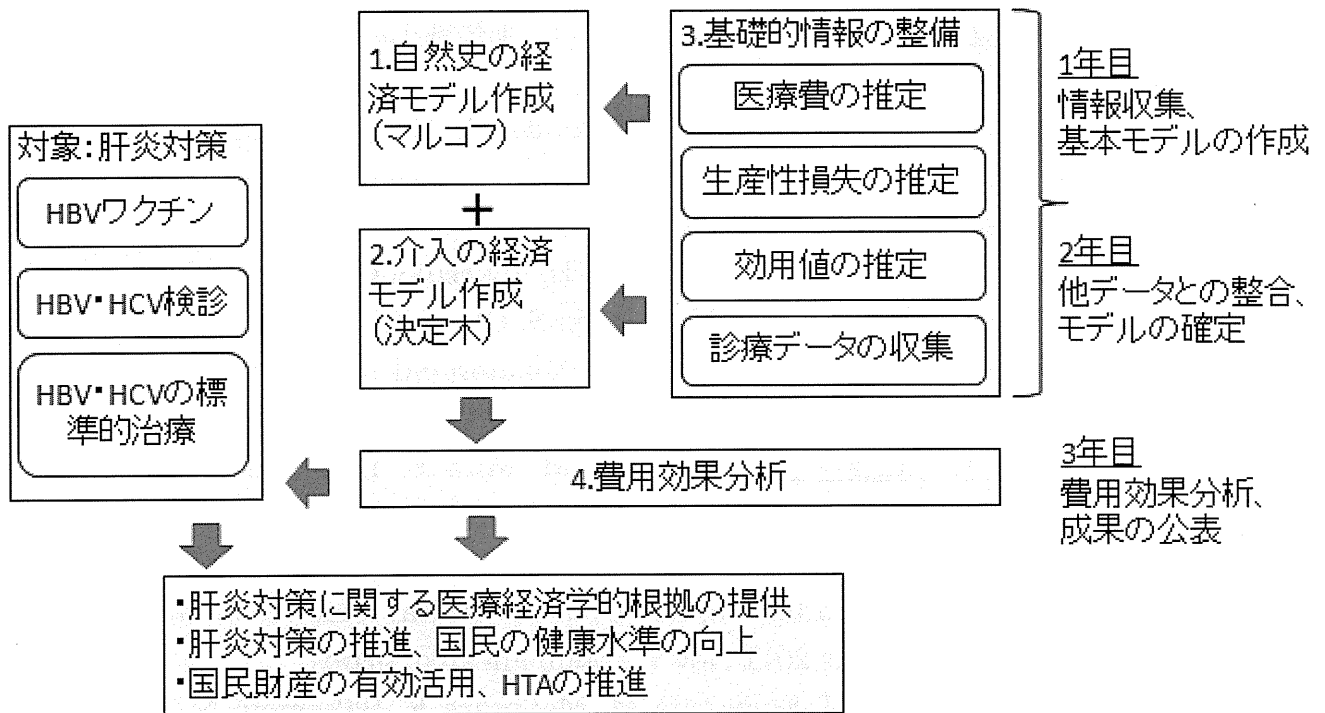 対象:肝炎対策
HBVワクチン
HBV・HCV検診
HBV・HCVの標
準的治療
1.自然史の経
済モデル作成
(マルコフ)
+
2.介入の経済
モデル作成
(決定木)
3.基礎的情報の整備
医療費の推定
生産性損失の推定
効用値の推定
診療データの収集
1年目
情報収集、
基本モデルの作成
2年目
他データとの整合、
モデルの確定
4.費用効果分析
3年目
費用効果分析、
成果の公表
・肝炎対策に関する医療経済学的根拠の提供
・肝炎対策の推進、国民の健康水準の向上
・国民財産の有効活用、HTAの推進